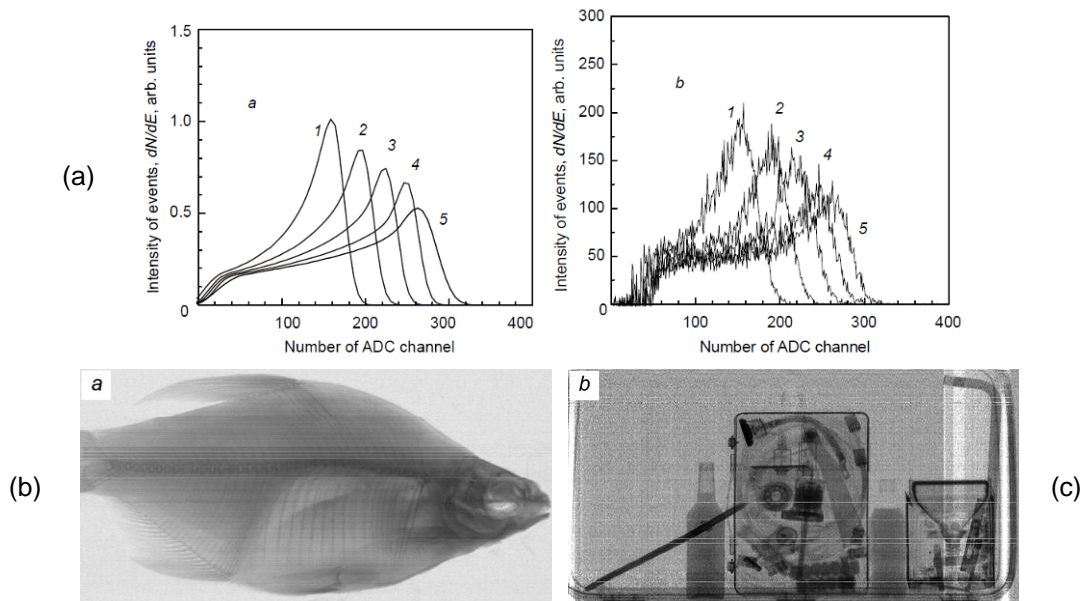 (a)
Intensity of events, dN/dE, arb. units
1.5
1.0
0.5
0
a
1
2
3
4
5
100
200
300
400
Number of ADC channel
Intensity of events, dN/dE, arb. units
300
250
200
150
100
50
0
b
1
2
3
4
5
100
200
300
400
Number of ADC channel
(b)
a
b
(c)